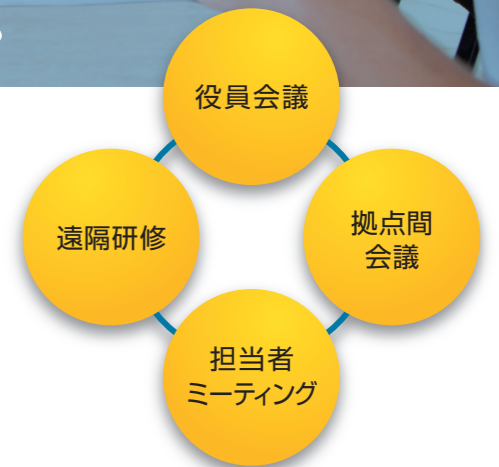 役員会議
遠隔研修
拠点間
会議
担当者
ミーティング